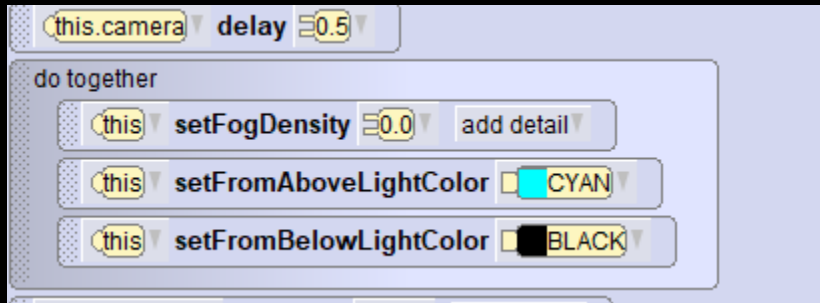 this.camera delay 0.5
do together
this setFogDensity 0.0 add detail
this setFromAboveLightColor CYAN
this setFromBelowLightColor BLACK